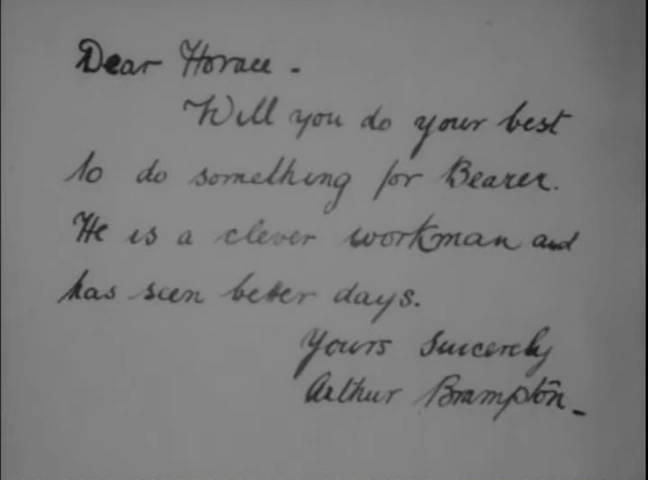 Dear Horace -
Will you do your best
to do something for Bearer.
He is a clever workman and
has seen better days.
Yours Sincerely
Arthur Brampton -